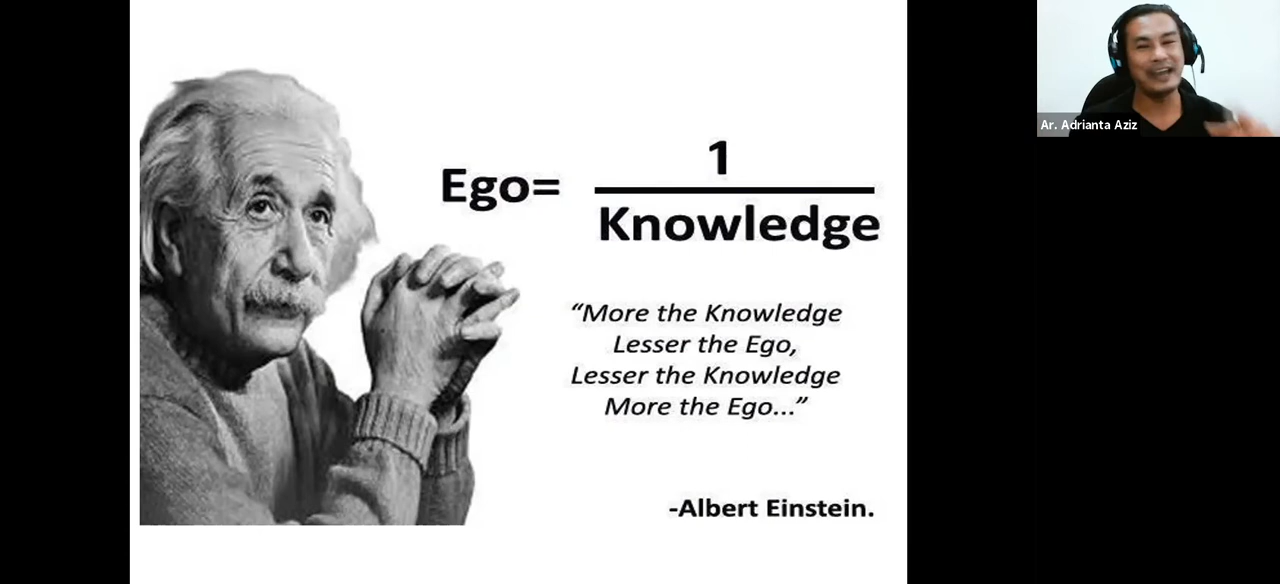 Ego=
1
Knowledge
“More the Knowledge
Lesser the Ego,
Lesser the Knowledge
More the Ego...”
-Albert Einstein.
Ar. Adrianta Aziz